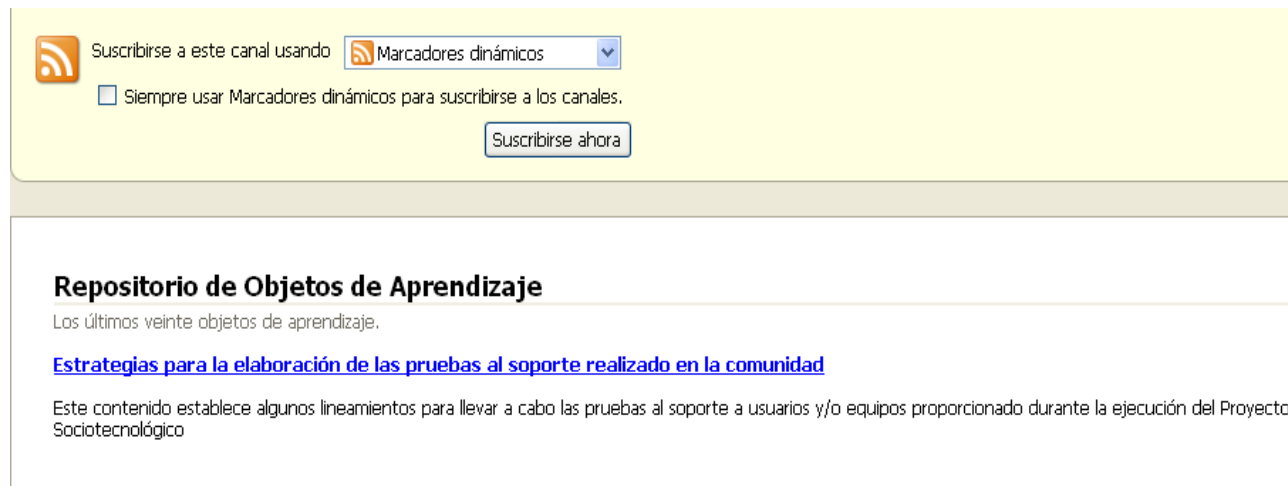 Suscribirse a este canal usando Marcadores dinámicos
Siempre usar Marcadores dinámicos para suscribirse a los canales.
Suscribirse ahora
Repositorio de Objetos de Aprendizaje
Los últimos veinte objetos de aprendizaje.
Estrategias para la elaboración de las pruebas al soporte realizado en la comunidad
Este contenido establece algunos lineamientos para llevar a cabo las pruebas al soporte a usuarios y/o equipos proporcionado durante la ejecución del Proyecto
Sociotecnológico